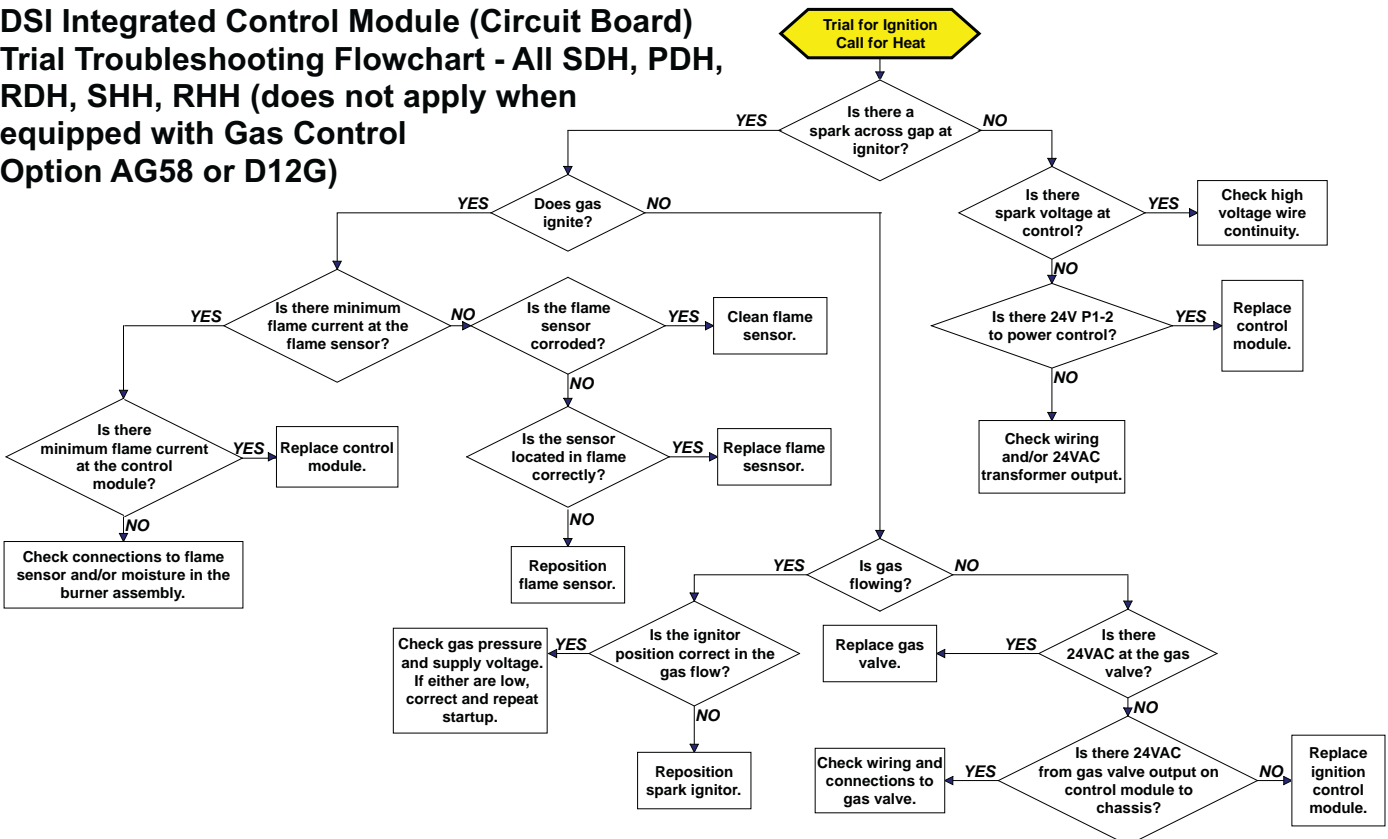 DSI Integrated Control Module (Circuit Board)
Trial Troubleshooting Flowchart - All SDH, PDH,
RDH, SHH, RHH (does not apply when
equipped with Gas Control
Option AG58 or D12G)
Trial for Ignition
Call for Heat
Is there a
spark across gap at
ignitor?
YES
NO
Does gas
ignite?
YES
NO
Is there
spark voltage at
control?
YES
Check high
voltage wire
continuity.
NO
Is there minimum
flame current at the
flame sensor?
YES
NO
Is the flame
sensor
corroded?
YES
Clean flame
sensor.
NO
Is there 24V P1-2
to power control?
YES
Replace
control
module.
NO
Is there
minimum flame current
at the control
module?
YES
Replace control
module.
NO
Is the sensor
located in flame
correctly?
YES
Replace flame
sesnsor.
NO
Check wiring
and/or 24VAC
transformer output.
Check connections to flame
sensor and/or moisture in the
burner assembly.
Reposition
flame sensor.
Is gas
flowing?
YES
NO
Check gas pressure
and supply voltage.
If either are low,
correct and repeat
startup.
YES
Is the ignitor
position correct in the
gas flow?
NO
Reposition
spark ignitor.
Replace gas
valve.
YES
Is there
24VAC at the gas
valve?
NO
Check wiring and
connections to
gas valve.
YES
Is there 24VAC
from gas valve output on
control module to
chassis?
NO
Replace
ignition
control
module.